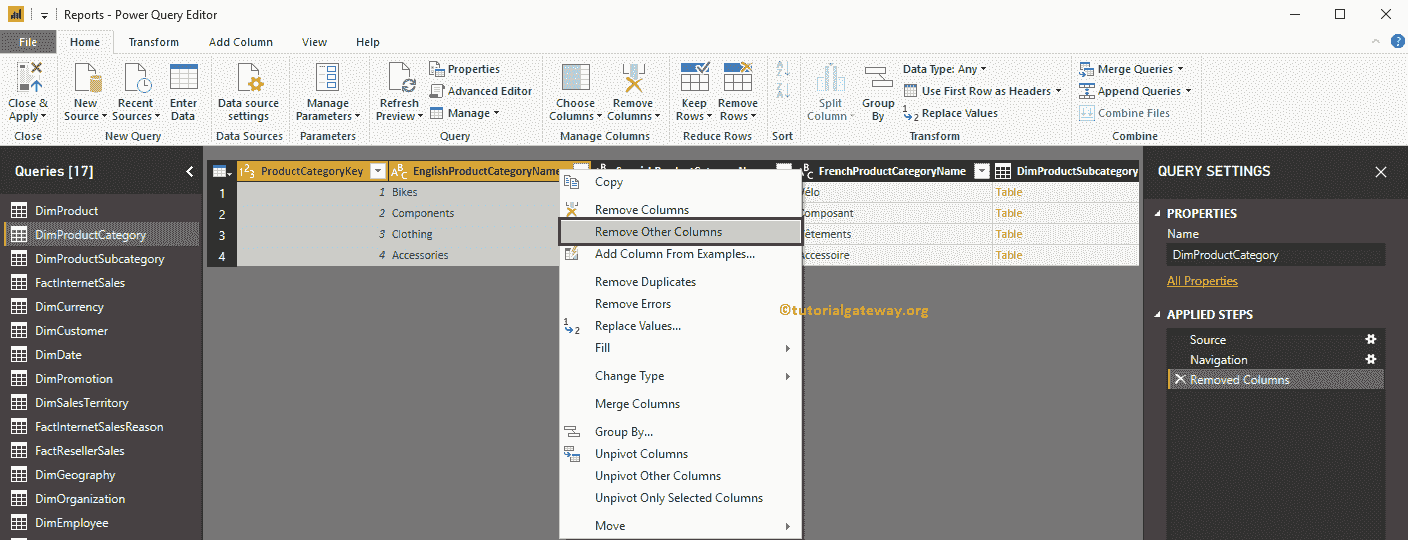 Reports - Power Query Editor
File Home Transform Add Column View Help
Close & Apply
New Source
Recent Sources
Enter Data
Data source settings
Manage Parameters
Refresh Preview
Properties
Advanced Editor
Manage
Choose Columns
Remove Columns
Keep Rows
Remove Rows
Split Column
Group By
Data Type: Any
Use First Row as Headers
Replace Values
Merge Queries
Append Queries
Combine Files
Close New Query Data Sources Parameters Query Manage Columns Reduce Rows Sort Transform Combine
Queries [17]
DimProduct
DimProductCategory
DimProductSubcategory
FactInternetSales
DimCurrency
DimCustomer
DimDate
DimPromotion
DimSalesTerritory
FactInternetSalesReason
FactResellerSales
DimGeography
DimOrganization
DimEmployee
ProductCategoryKey EnglishProductCategoryName FrenchProductCategoryName DimProductSubcategory
1 1 Bikes Table
2 2 Components Table
3 3 Clothing Table
4 4 Accessories Table
Copy
Remove Columns
Remove Other Columns
Add Column From Examples...
Remove Duplicates
Remove Errors
Replace Values...
Fill
Change Type
Merge Columns
Group By...
Unpivot Columns
Unpivot Other Columns
Unpivot Only Selected Columns
Move
©tutorialgateway.org
QUERY SETTINGS
PROPERTIES
Name
DimProductCategory
All Properties
APPLIED STEPS
Source
Navigation
Removed Columns